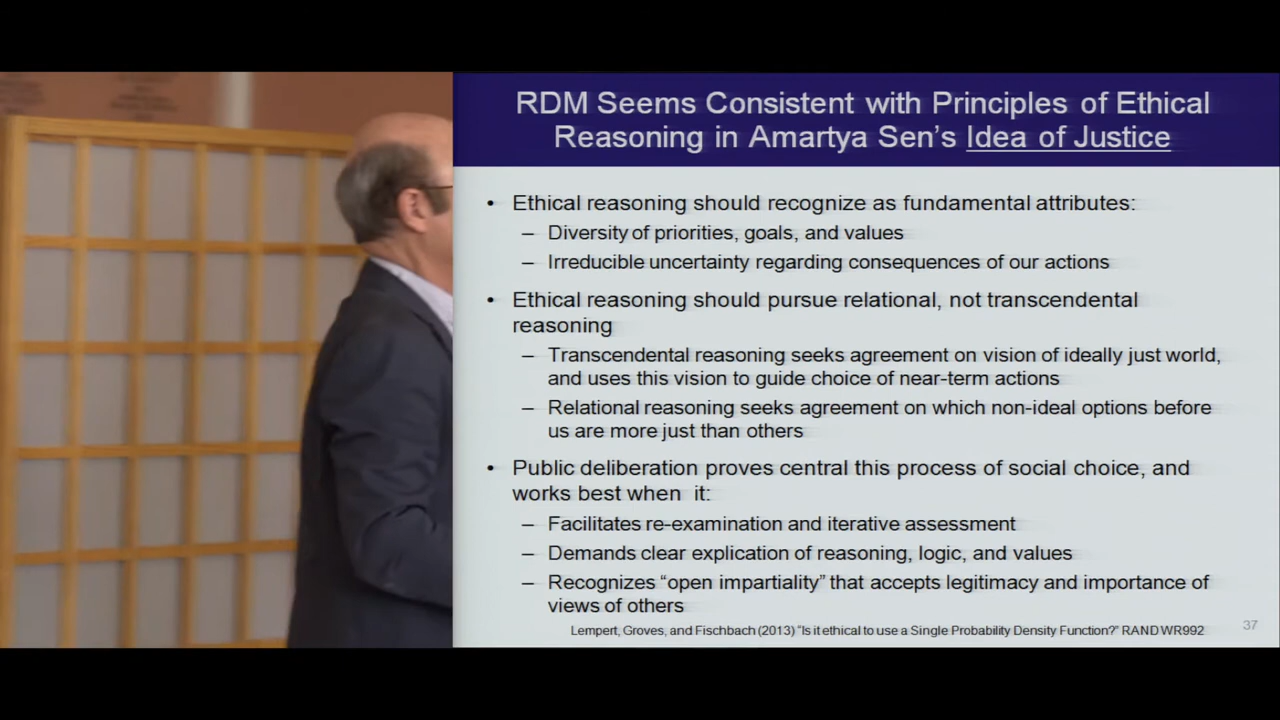 RDM Seems Consistent with Principles of Ethical
Reasoning in Amartya Sen's Idea of Justice
• Ethical reasoning should recognize as fundamental attributes:
– Diversity of priorities, goals, and values
– Irreducible uncertainty regarding consequences of our actions
• Ethical reasoning should pursue relational, not transcendental
reasoning
– Transcendental reasoning seeks agreement on vision of ideally just world,
and uses this vision to guide choice of near-term actions
– Relational reasoning seeks agreement on which non-ideal options before
us are more just than others
• Public deliberation proves central this process of social choice, and
works best when it:
– Facilitates re-examination and iterative assessment
– Demands clear explication of reasoning, logic, and values
– Recognizes “open impartiality” that accepts legitimacy and importance of
views of others
Lempert, Groves, and Fischbach (2013) “Is it ethical to use a Single Probability Density Function?” RAND WR992
37